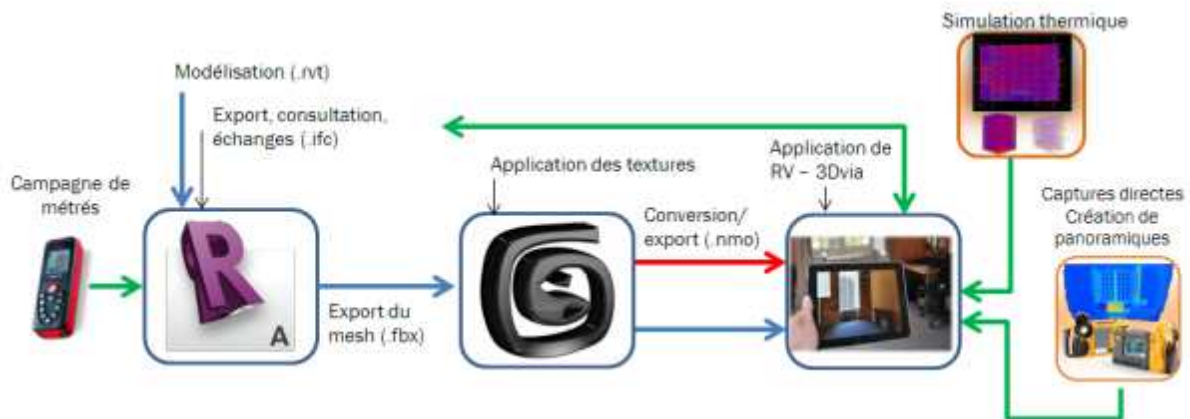 Simulation thermique
Modélisation (.rvt)
Export, consultation,
échanges (.ifc)
Application des textures
Application de
RV – 3Dvia
Campagne de
métrés
Conversion/
export (.nmo)
Captures directes
Création de
panoramiques
R
A
Export du
mesh (.fbx)